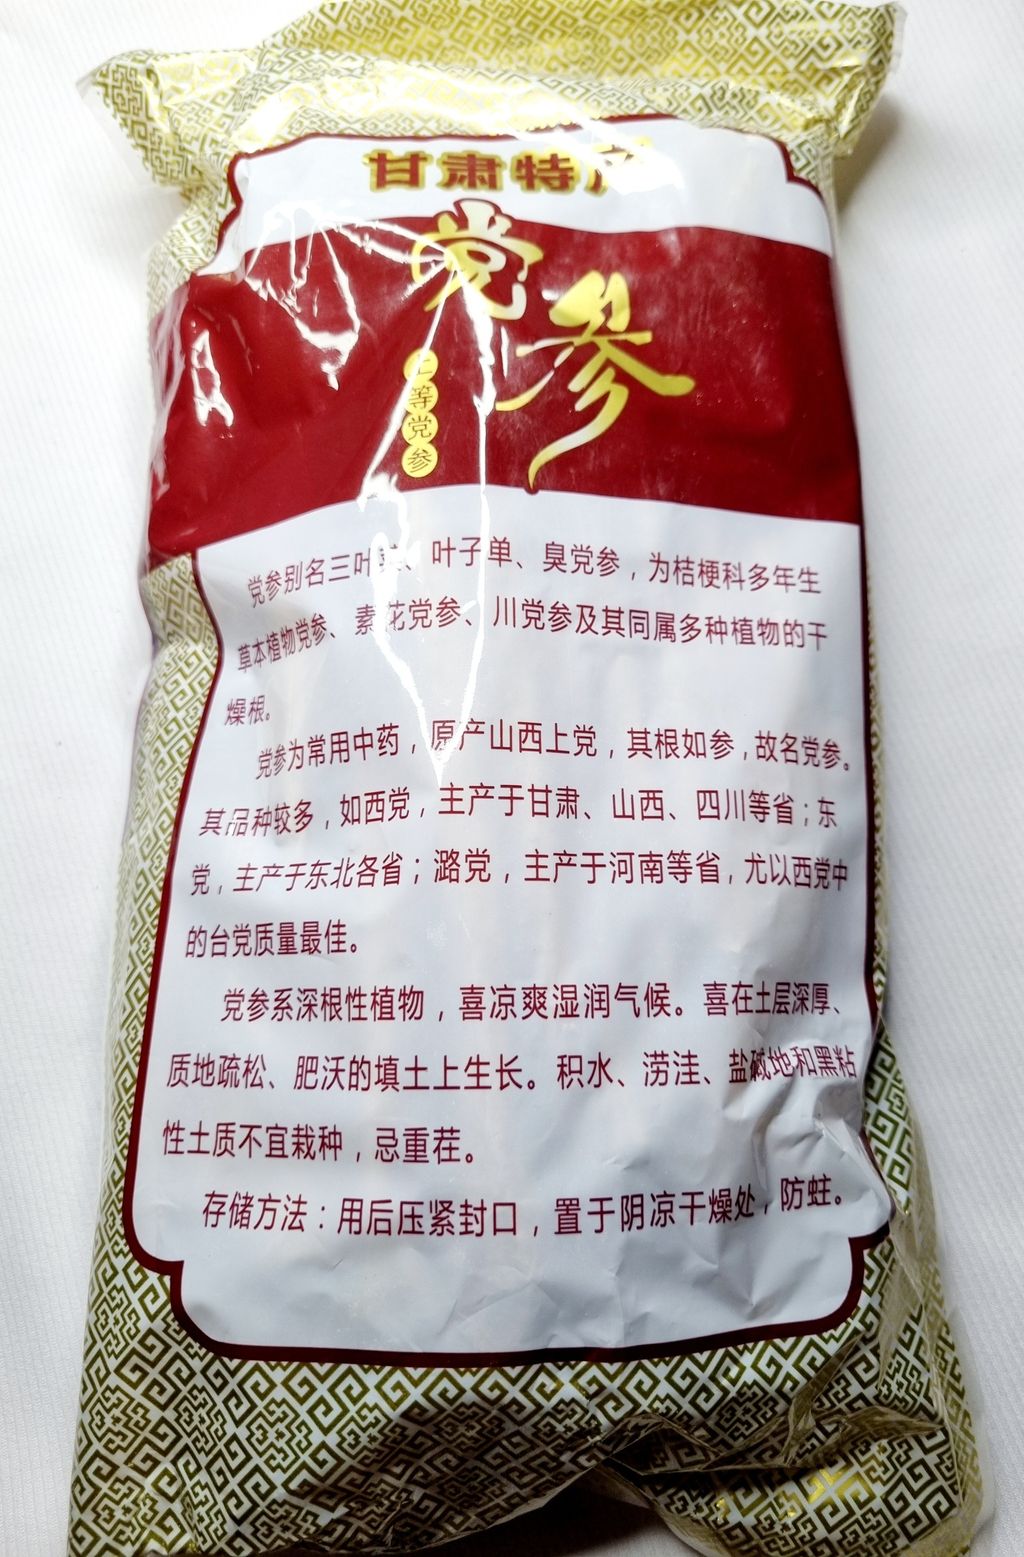 甘肃特产
党参
二等党参
党参别名三叶、叶子单、臭党参，为桔梗科多年生
草本植物党参、素花党参、川党参及其同属多种植物的干
燥根。
党参为常用中药，原产山西上党，其根如参，故名党参。
其品种较多，如西党，主产于甘肃、山西、四川等省；东
党，主产于东北各省；潞党，主产于河南等省，尤以西党中
的台党质量最佳。
党参系深根性植物，喜凉爽湿润气候。喜在土层深厚、
质地疏松、肥沃的填土上生长。积水、涝洼、盐碱地和黑粘
性土质不宜栽种，忌重茬。
存储方法：用后压紧封口，置于阴凉干燥处，防蛀。